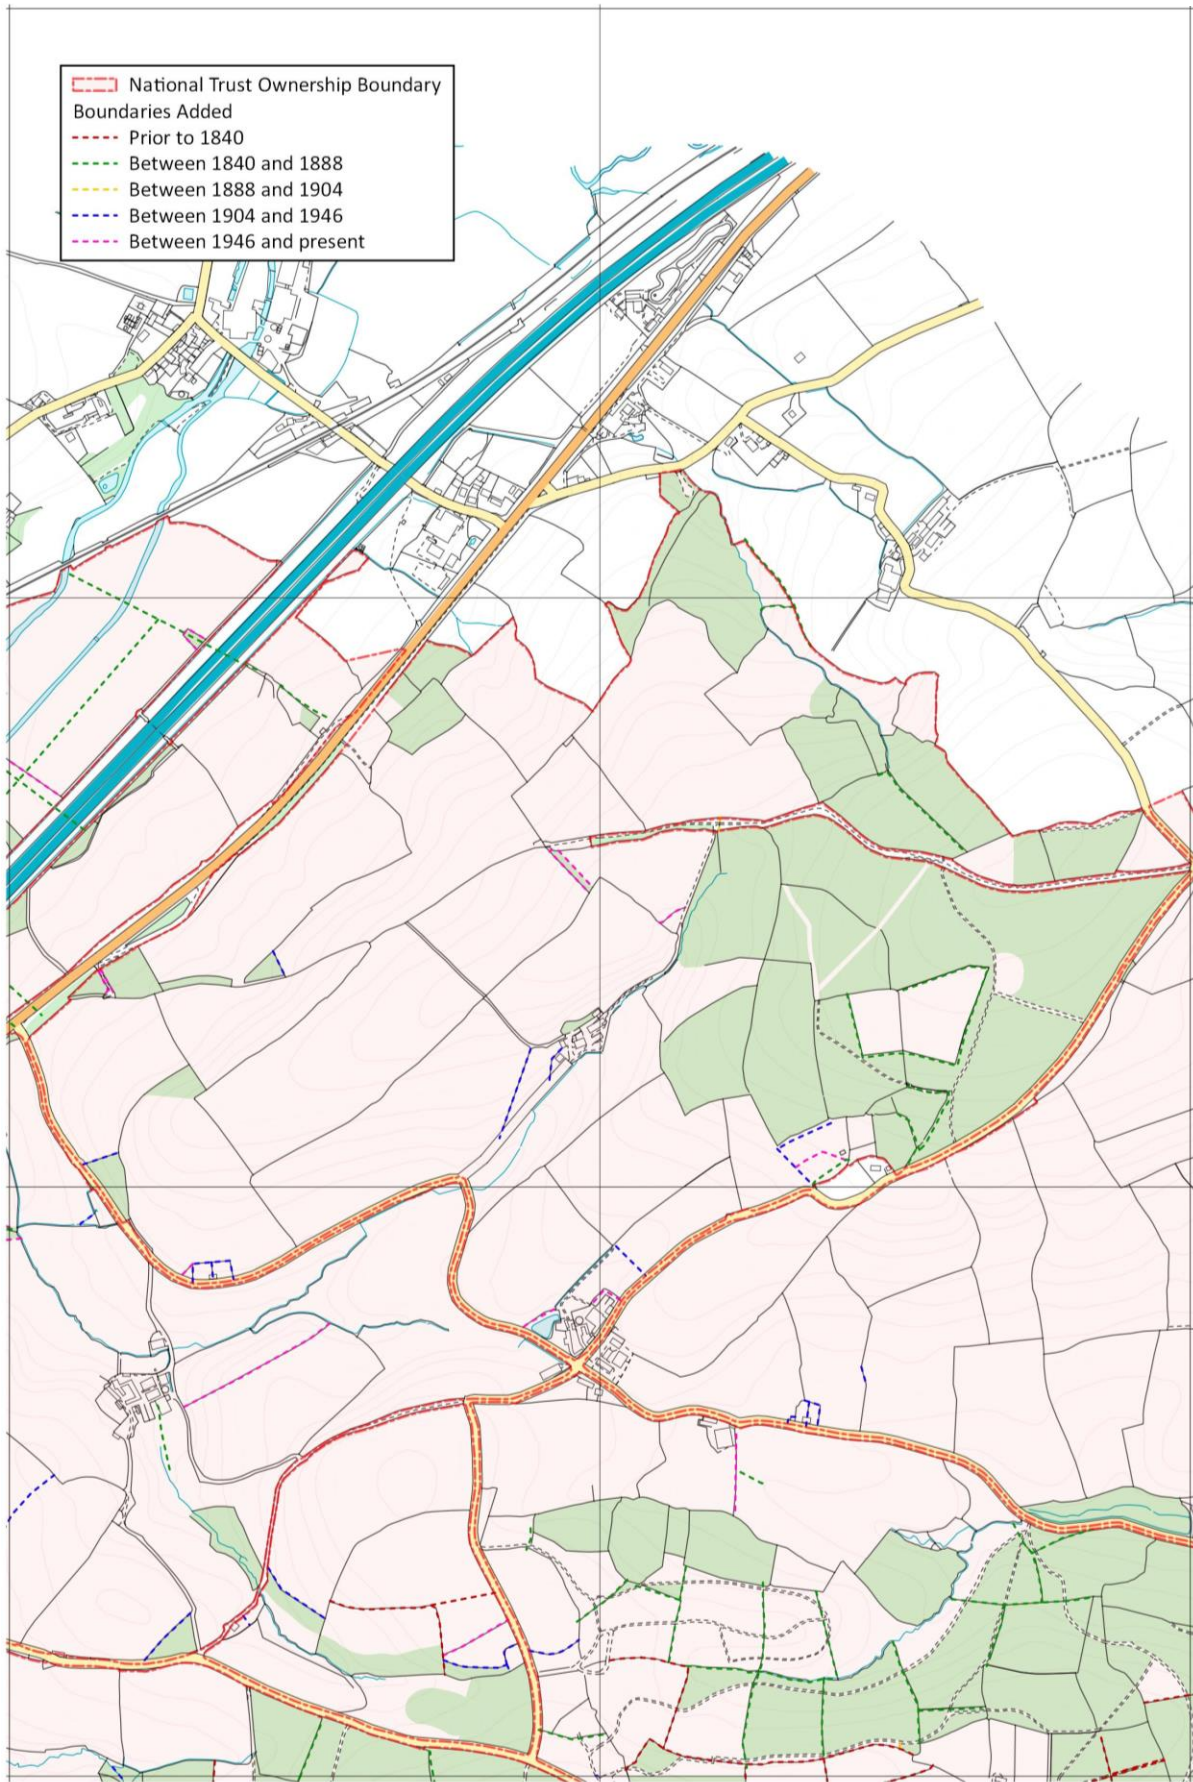 National Trust Ownership Boundary
Boundaries Added
Prior to 1840
Between 1840 and 1888
Between 1888 and 1904
Between 1904 and 1946
Between 1946 and present